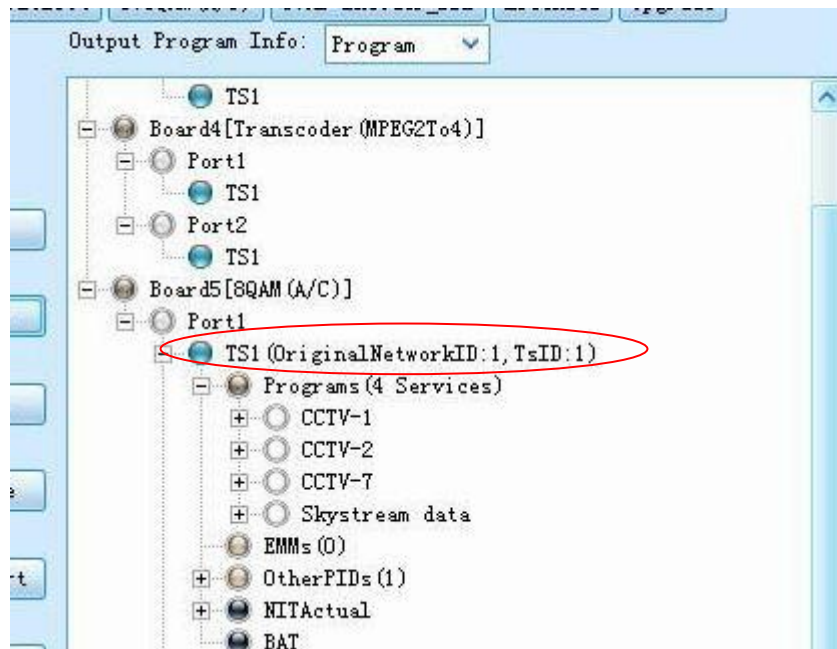 Output Program Info: Program
TS1
Board4[Transcoder(MPEG2To4)]
Port1
TS1
Port2
TS1
Board5[8QAM(A/C)]
Port1
TS1(OriginalNetworkID:1,TsID:1)
Programs(4 Services)
CCTV-1
CCTV-2
CCTV-7
Skystream data
EMMs(0)
OtherPIDs(1)
NITActual
BAT